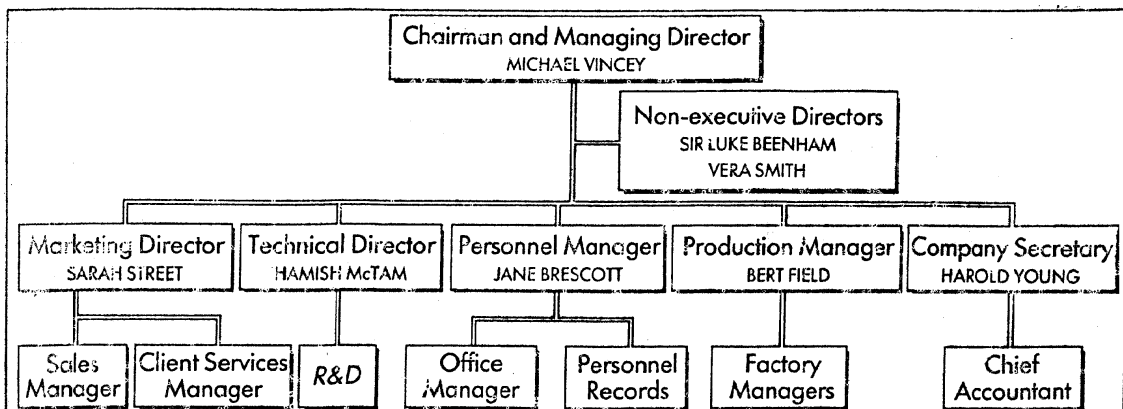 Chairman and Managing Director
MICHAEL VINCEY
Non-executive Directors
SIR LUKE BEENHAM
VERA SMITH
Marketing Director
SARAH STREET
Technical Director
HAMISH McTAM
Personnel Manager
JANE BRESCOTT
Production Manager
BERT FIELD
Company Secretary
HAROLD YOUNG
Sales
Manager
Client Services
Manager
R&D
Office
Manager
Personnel
Records
Factory
Managers
Chief
Accountant